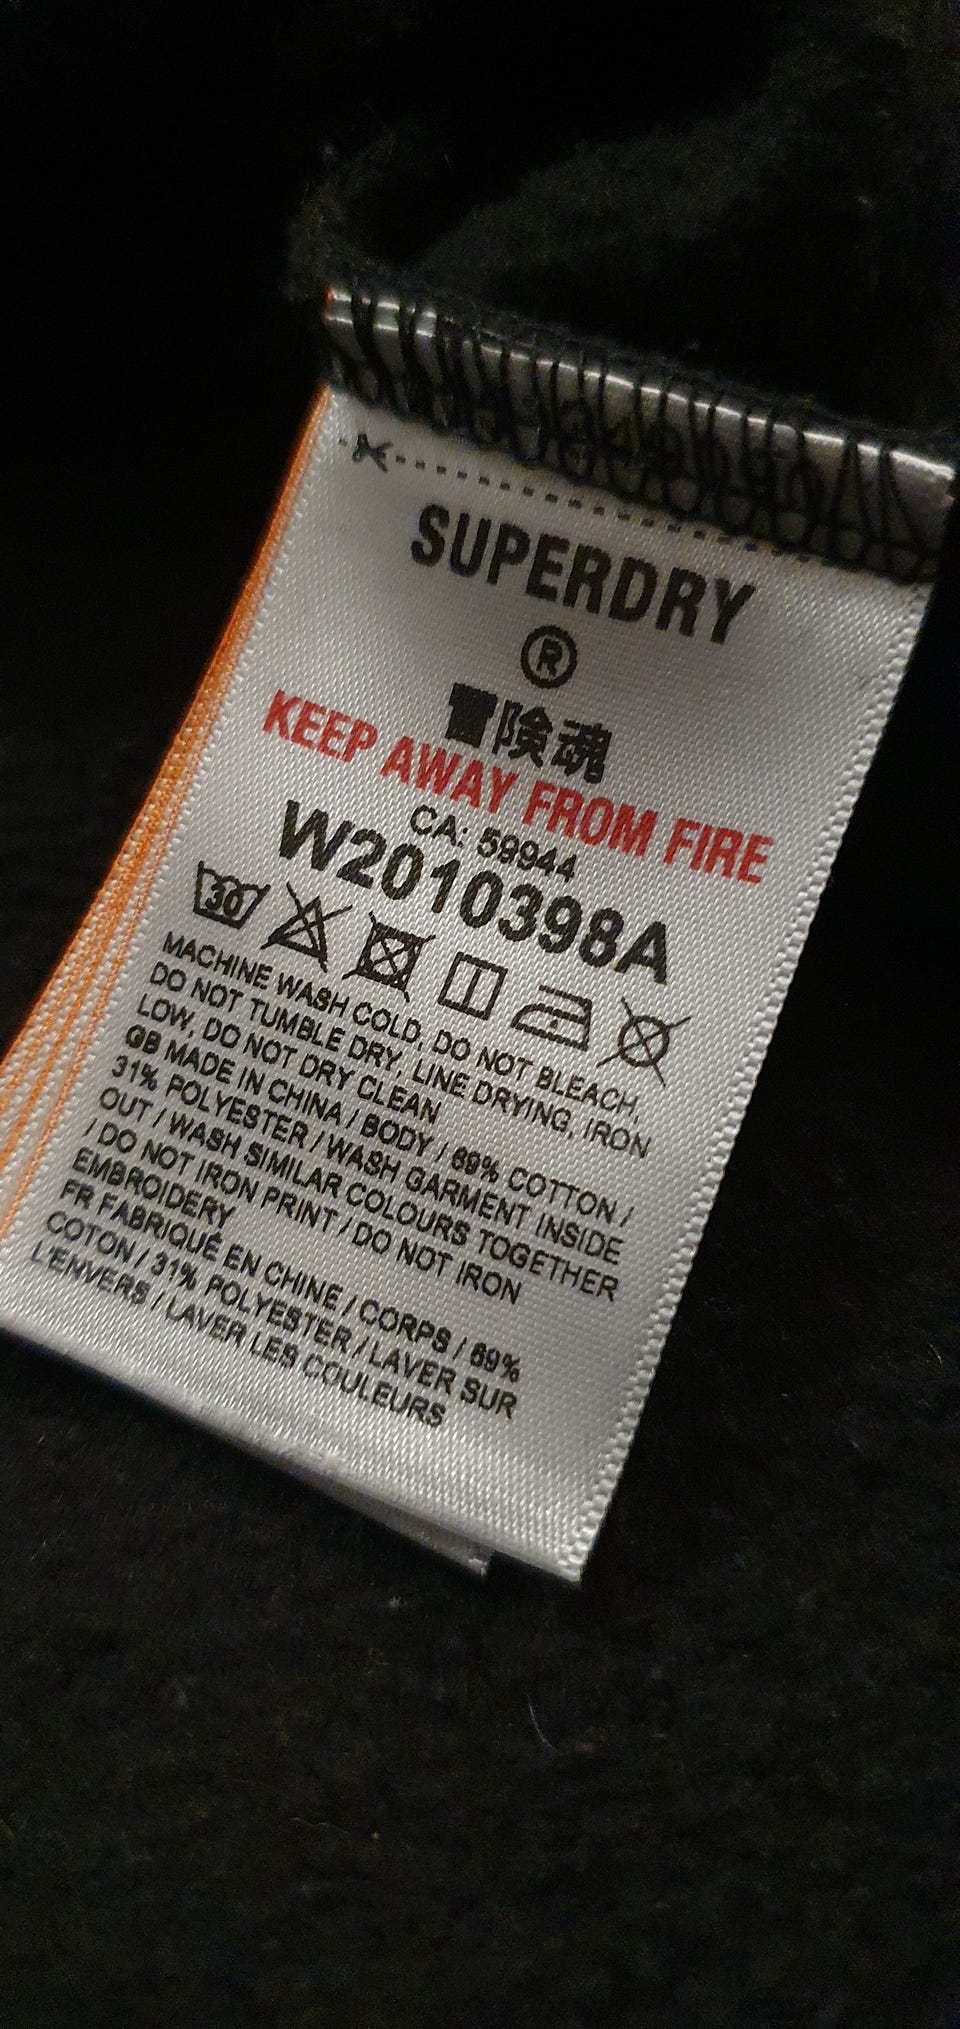 SUPERDRY
®
冒険魂
KEEP AWAY FROM FIRE
CA: 59944
W2010398A
30
MACHINE WASH COLD, DO NOT BLEACH,
DO NOT TUMBLE DRY, LINE DRYING, IRON
LOW, DO NOT DRY CLEAN
GB MADE IN CHINA / BODY / 69% COTTON /
31% POLYESTER / WASH GARMENT INSIDE
OUT / WASH SIMILAR COLOURS TOGETHER
/ DO NOT IRON PRINT / DO NOT IRON
EMBROIDERY
FR FABRIQUÉ EN CHINE / CORPS / 69%
COTON / 31% POLYESTER / LAVER SUR
L'ENVERS / LAVER LES COULEURS